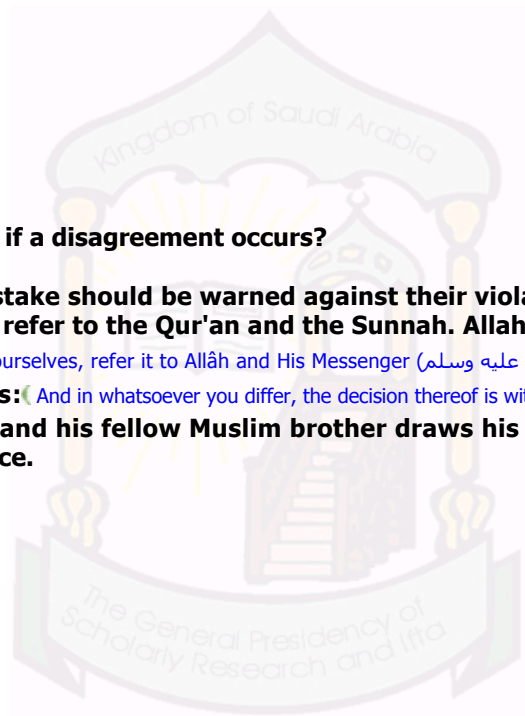 Kingdom of Saudi Arabia
if a disagreement occurs?
stake should be warned against their viola
refer to the Qur'an and the Sunnah. Allah
ourselves, refer it to Allâh and His Messenger (عليه وسلم
s:﴾ And in whatsoever you differ, the decision thereof is wit
and his fellow Muslim brother draws his
ce.
The General Presidency of
Scholarly Research and Ifta